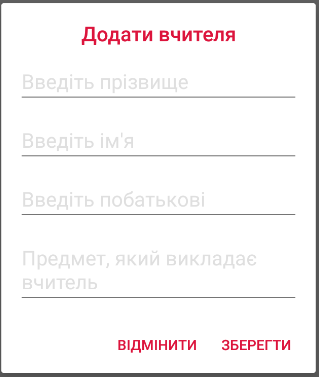 Додати вчителя
Введіть прізвище
Введіть ім'я
Введіть побатькові
Предмет, який викладає
вчитель
ВІДМІНИТИ ЗБЕРЕГТИ